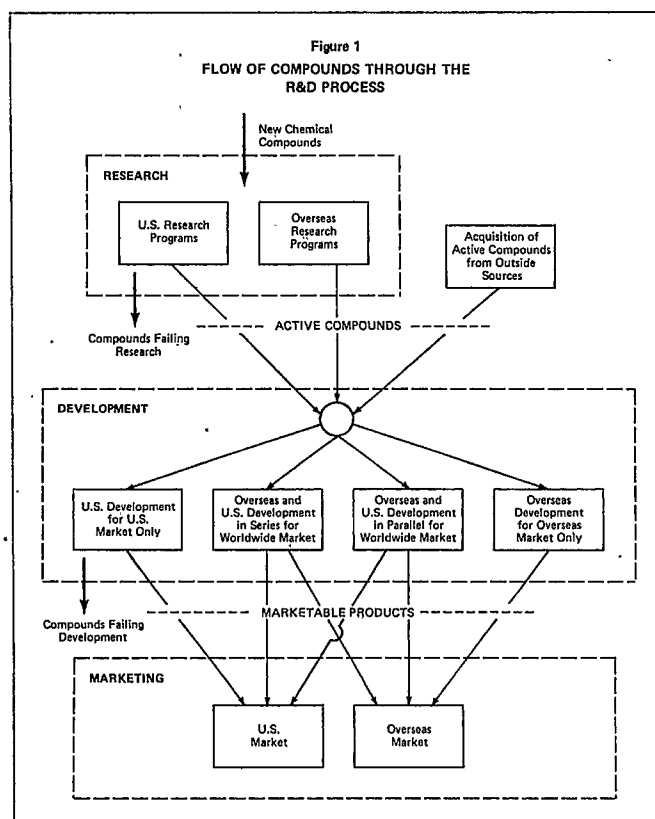 Figure 1
FLOW OF COMPOUNDS THROUGH THE
R&D PROCESS
New Chemical
Compounds
RESEARCH
U.S. Research
Programs
Overseas
Research
Programs
Acquisition of
Active Compounds
from Outside
Sources
Compounds Failing
Research
ACTIVE COMPOUNDS
DEVELOPMENT
U.S. Development
for U.S.
Market Only
Overseas and
U.S. Development
in Series for
Worldwide Market
Overseas and
U.S. Development
in Parallel for
Worldwide Market
Overseas
Development
for Overseas
Market Only
Compounds Failing
Development
MARKETABLE PRODUCTS
MARKETING
U.S.
Market
Overseas
Market